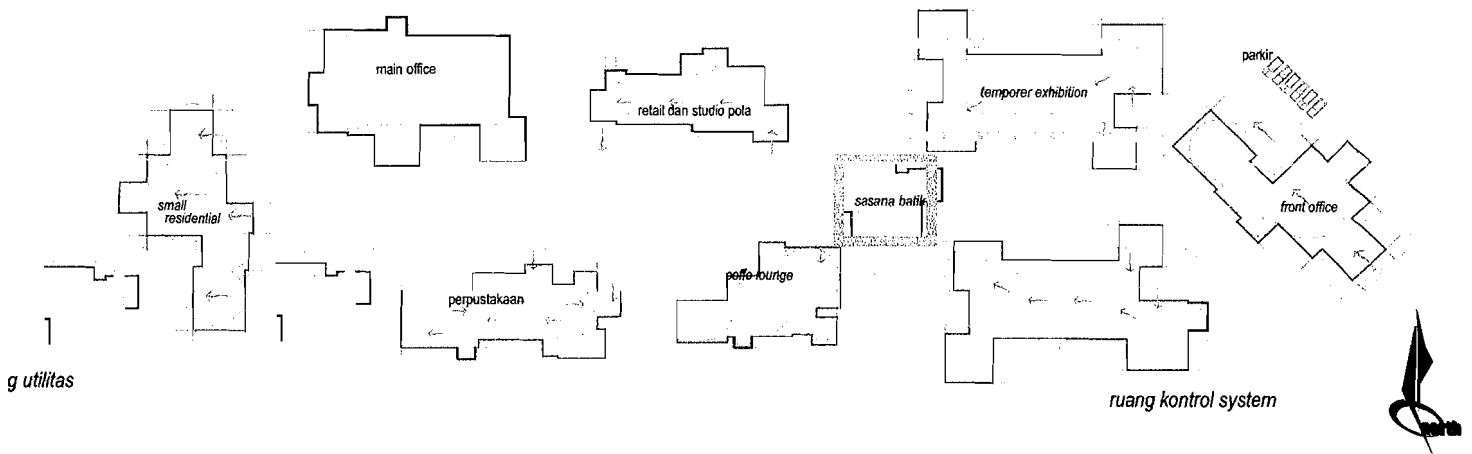 main office
retail dan studio pola
temporer exhibition
parkir
small
residential
sasana batik
front office
perpustakaan
coffe lounge
g utilitas
ruang kontrol system
north